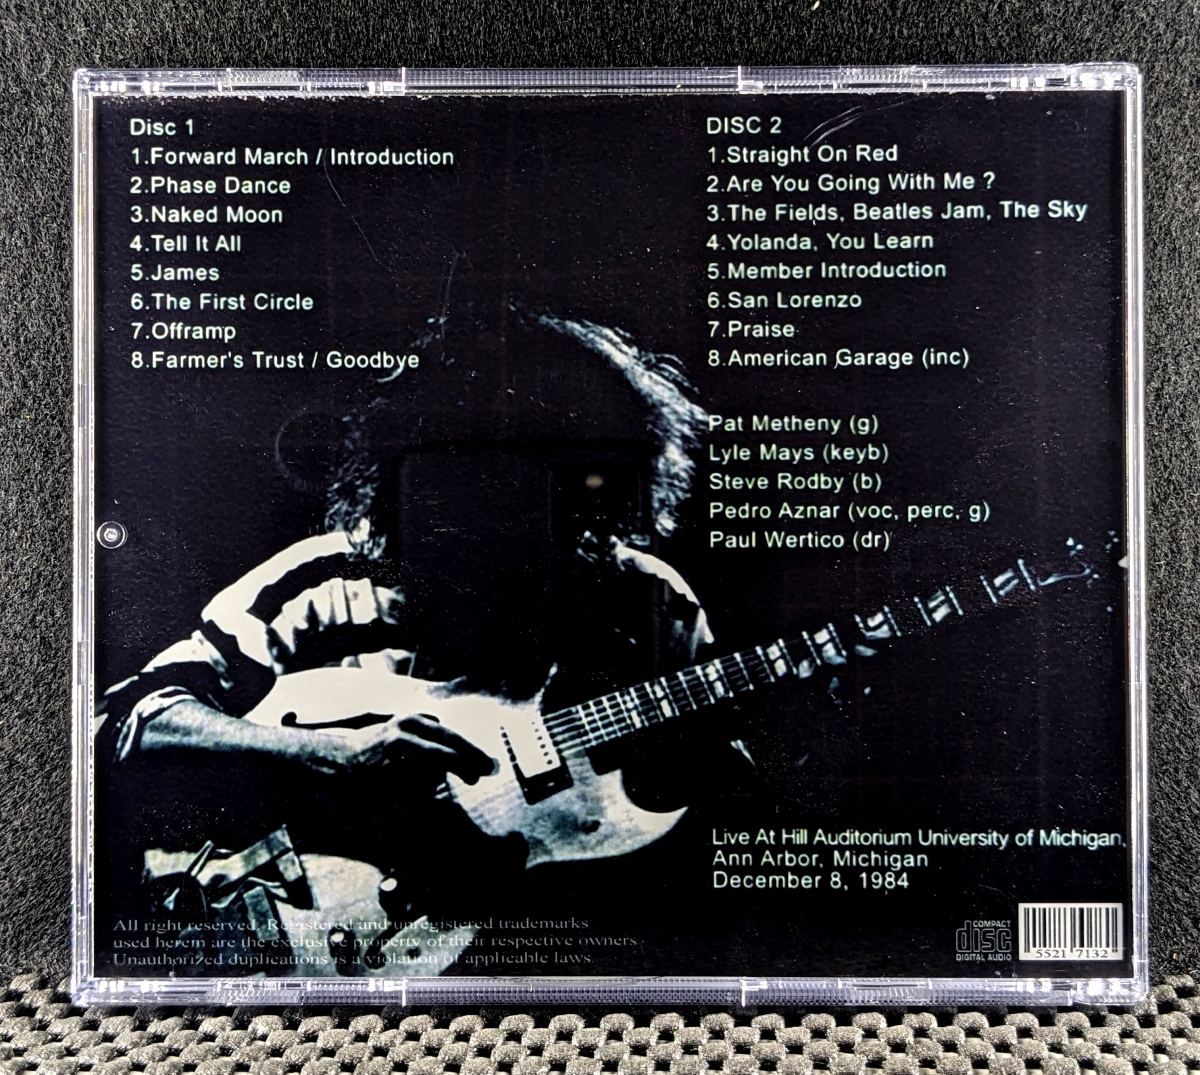 Disc 1
1.Forward March / Introduction
2.Phase Dance
3.Naked Moon
4.Tell It All
5.James
6.The First Circle
7.Offramp
8.Farmer's Trust / Goodbye
DISC 2
1.Straight On Red
2.Are You Going With Me ?
3.The Fields, Beatles Jam, The Sky
4.Yolanda, You Learn
5.Member Introduction
6.San Lorenzo
7.Praise
8.American Garage (inc)
Pat Metheny (g)
Lyle Mays (keyb)
Steve Rodby (b)
Pedro Aznar (voc, perc, g)
Paul Wertico (dr)
Live At Hill Auditorium University of Michigan,
Ann Arbor, Michigan
December 8, 1984
All right reserved. Registered and unregistered trademarks
used herein are the exclusive property of their respective owners.
Unauthorized duplications is a violation of applicable laws.
COMPACT
disc
DIGITAL AUDIO
5521 7132